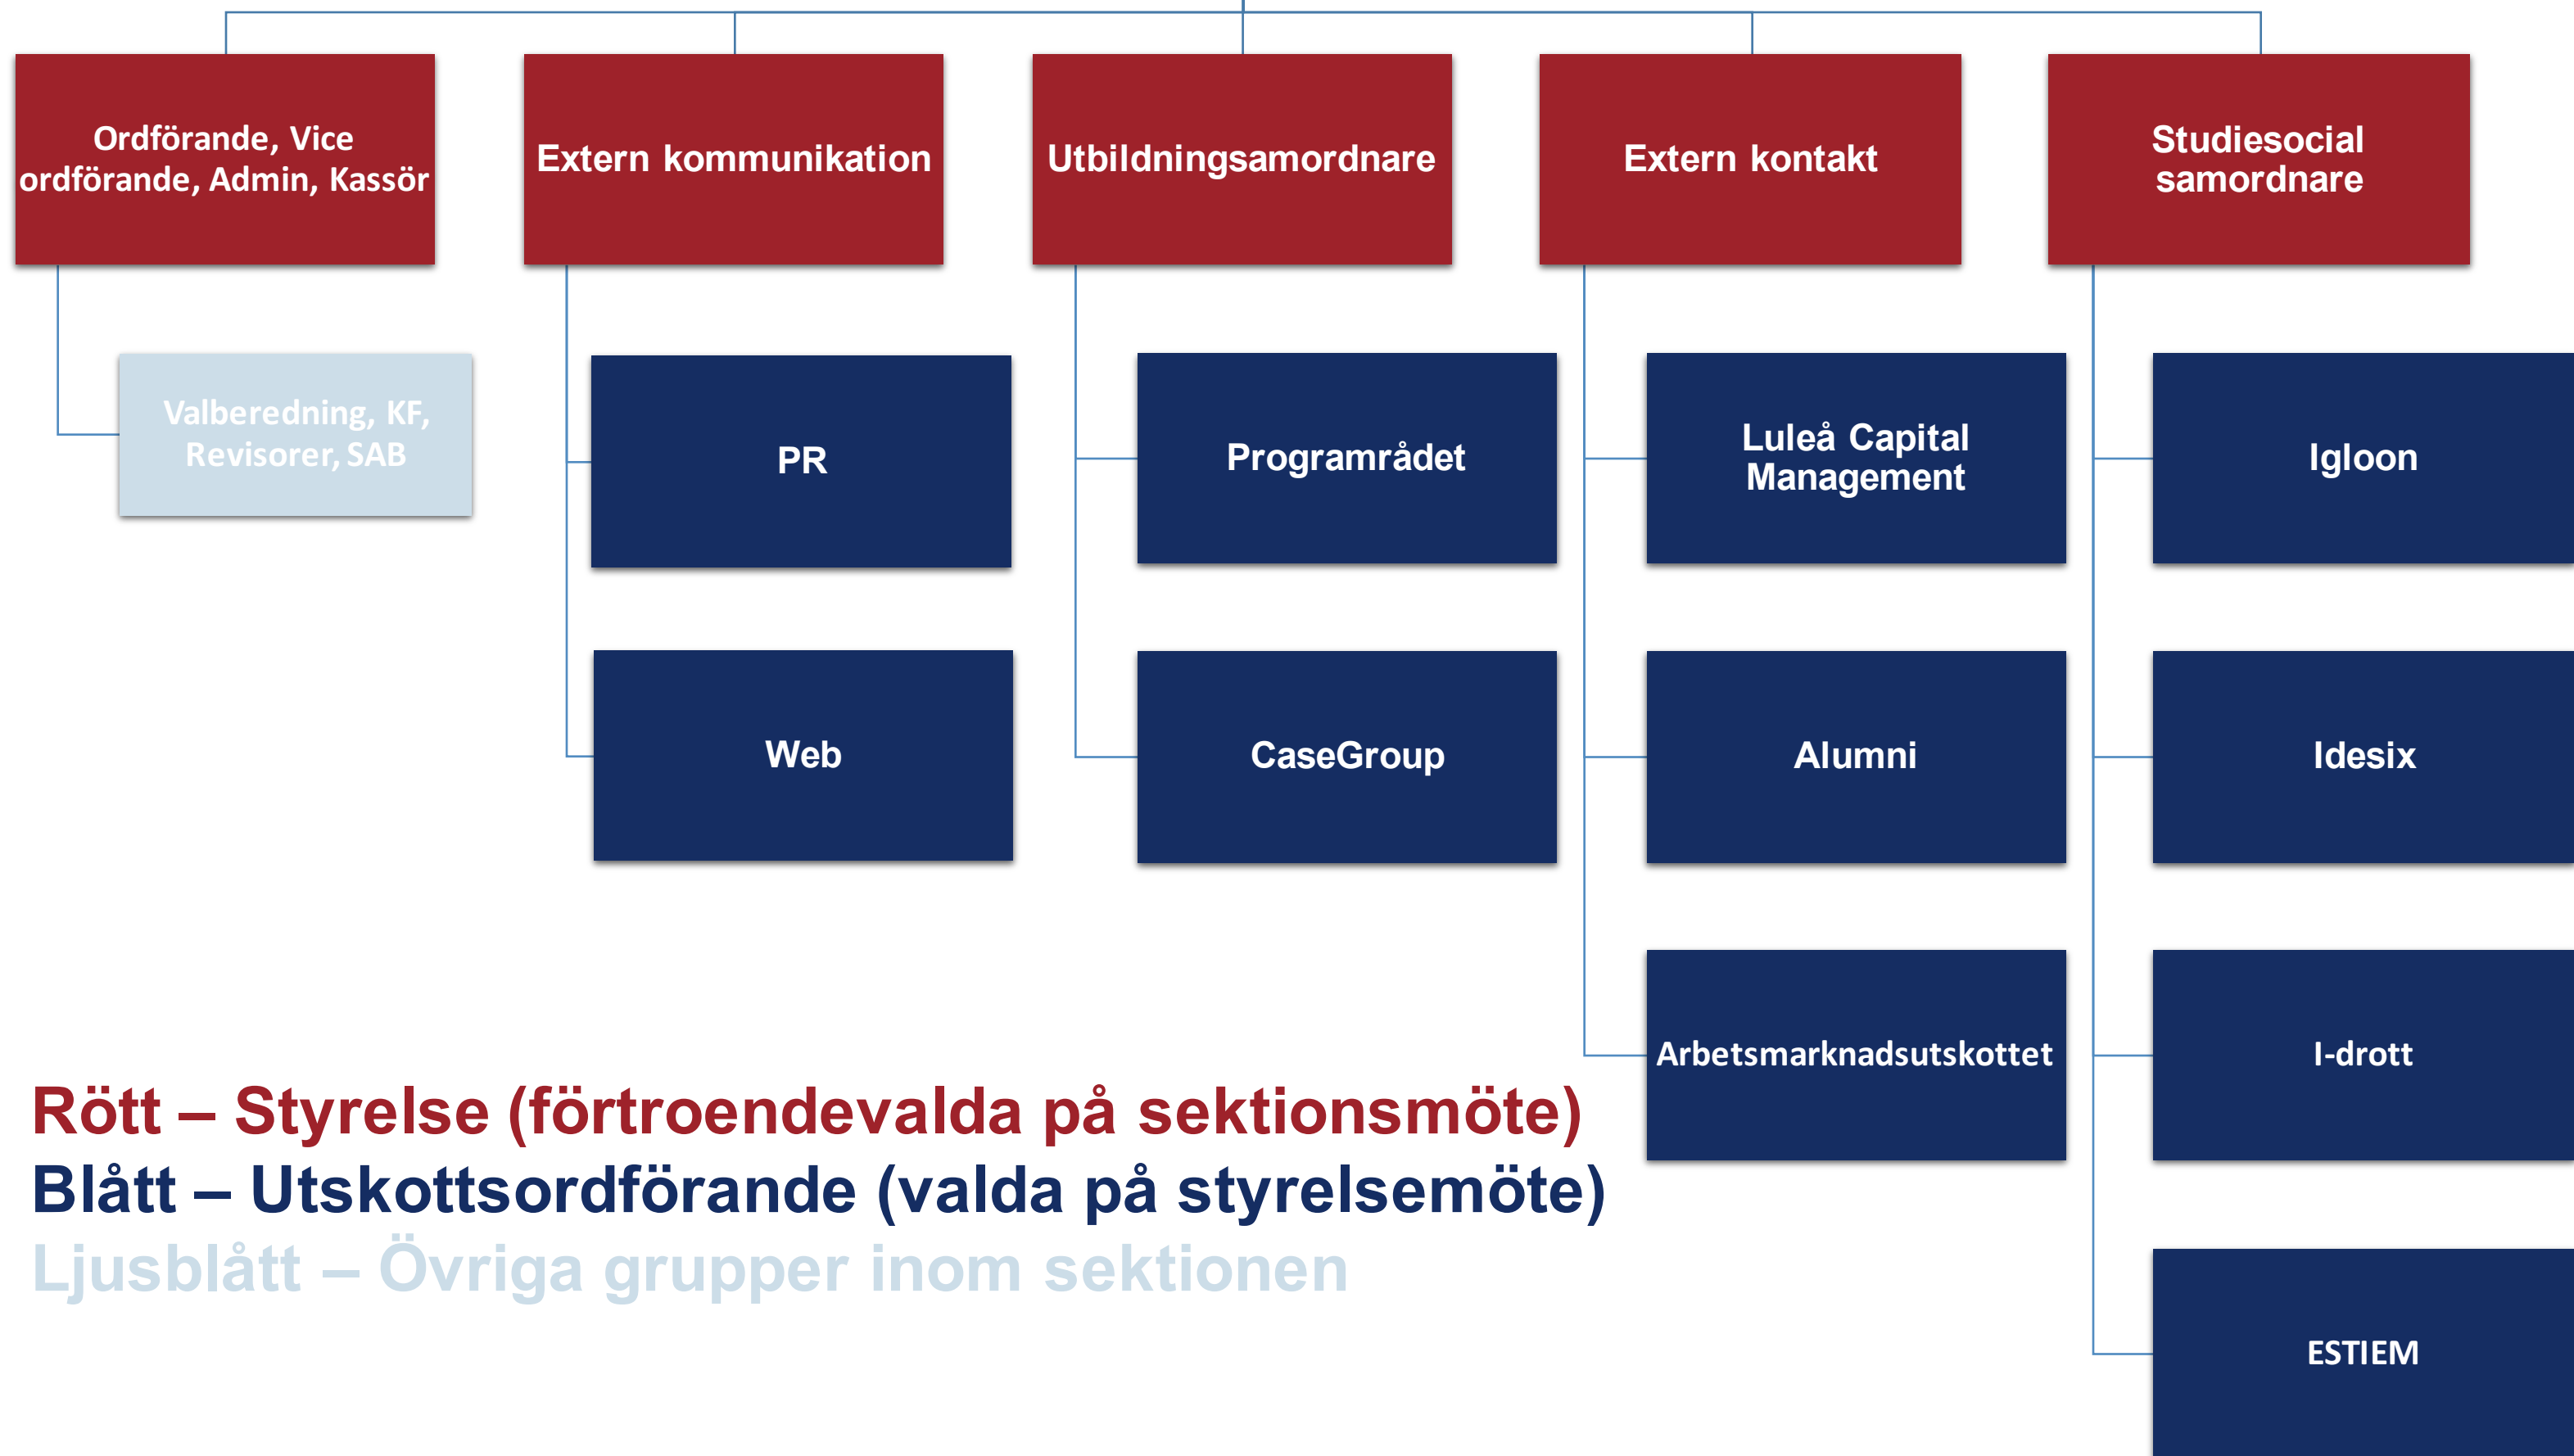 Ordförande, Vice
ordförande, Admin, Kassör
Extern kommunikation
Utbildningsamordnare
Extern kontakt
Studiesocial
samordnare
Valberedning, KF,
Revisorer, SAB
PR
Programrådet
Luleå Capital
Management
Igloon
Web
CaseGroup
Alumni
Idesix
Arbetsmarknadsutskottet
I-drott
ESTIEM
Rött – Styrelse (förtroendevalda på sektionsmöte)
Blått – Utskottsordförande (valda på styrelsemöte)
Ljusblått – Övriga grupper inom sektionen